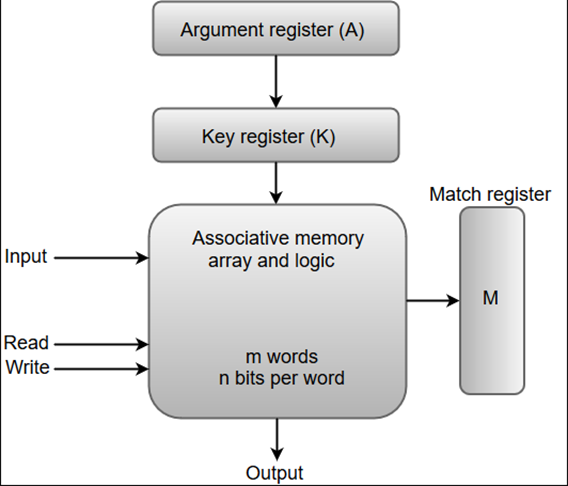 Argument register (A)
Key register (K)
Match register
Associative memory
array and logic
Input
M
Read
Write
m words
n bits per word
Output